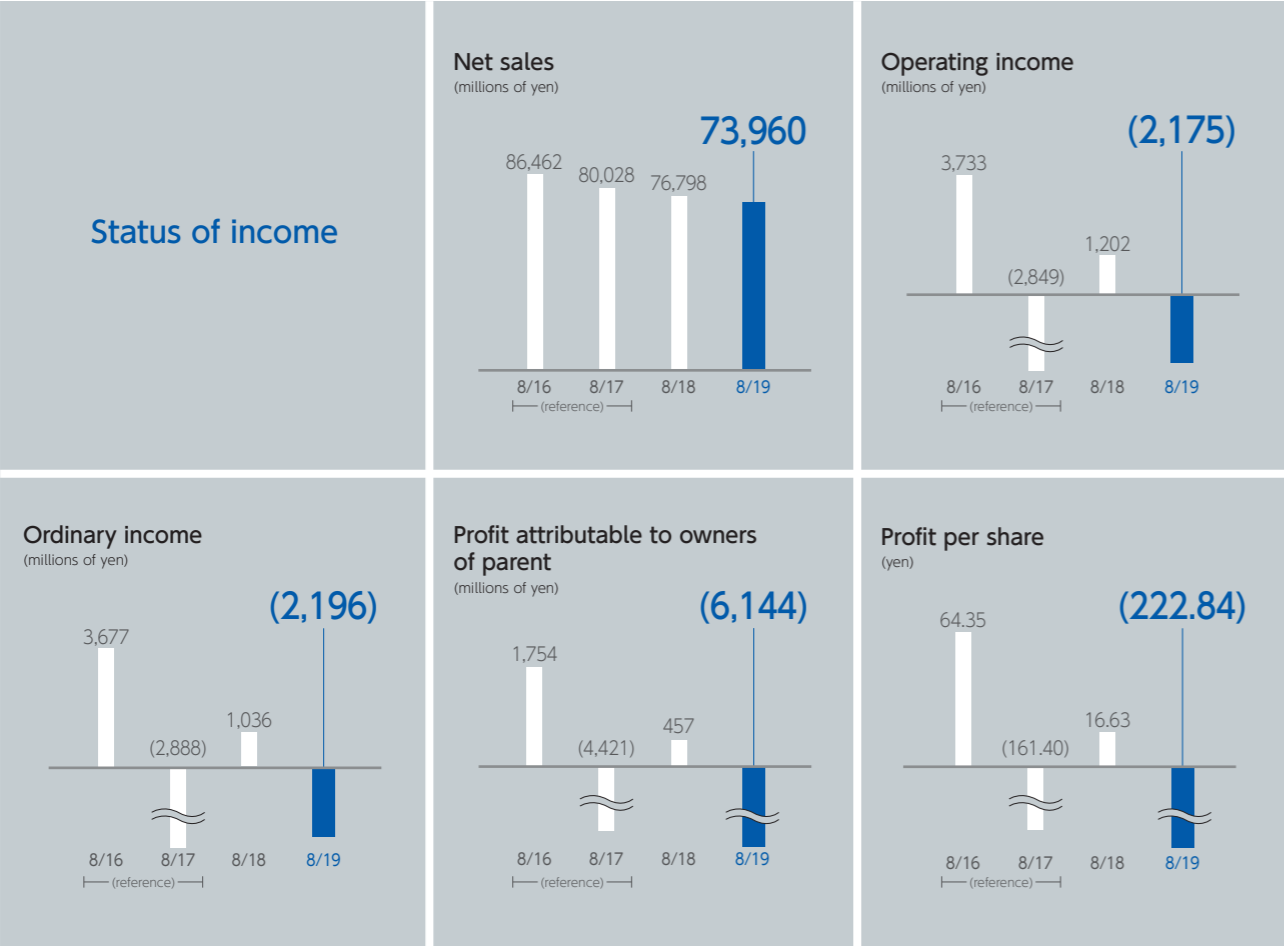 Status of income
Net sales
(millions of yen)
73,960
86,462
80,028
76,798
8/16
8/17
8/18
8/19
(reference)
Operating income
(millions of yen)
(2,175)
3,733
(2,849)
1,202
8/16
8/17
8/18
8/19
(reference)
Ordinary income
(millions of yen)
(2,196)
3,677
(2,888)
1,036
8/16
8/17
8/18
8/19
(reference)
Profit attributable to owners
of parent
(millions of yen)
(6,144)
1,754
(4,421)
457
8/16
8/17
8/18
8/19
(reference)
Profit per share
(yen)
(222.84)
64.35
(161.40)
16.63
8/16
8/17
8/18
8/19
(reference)